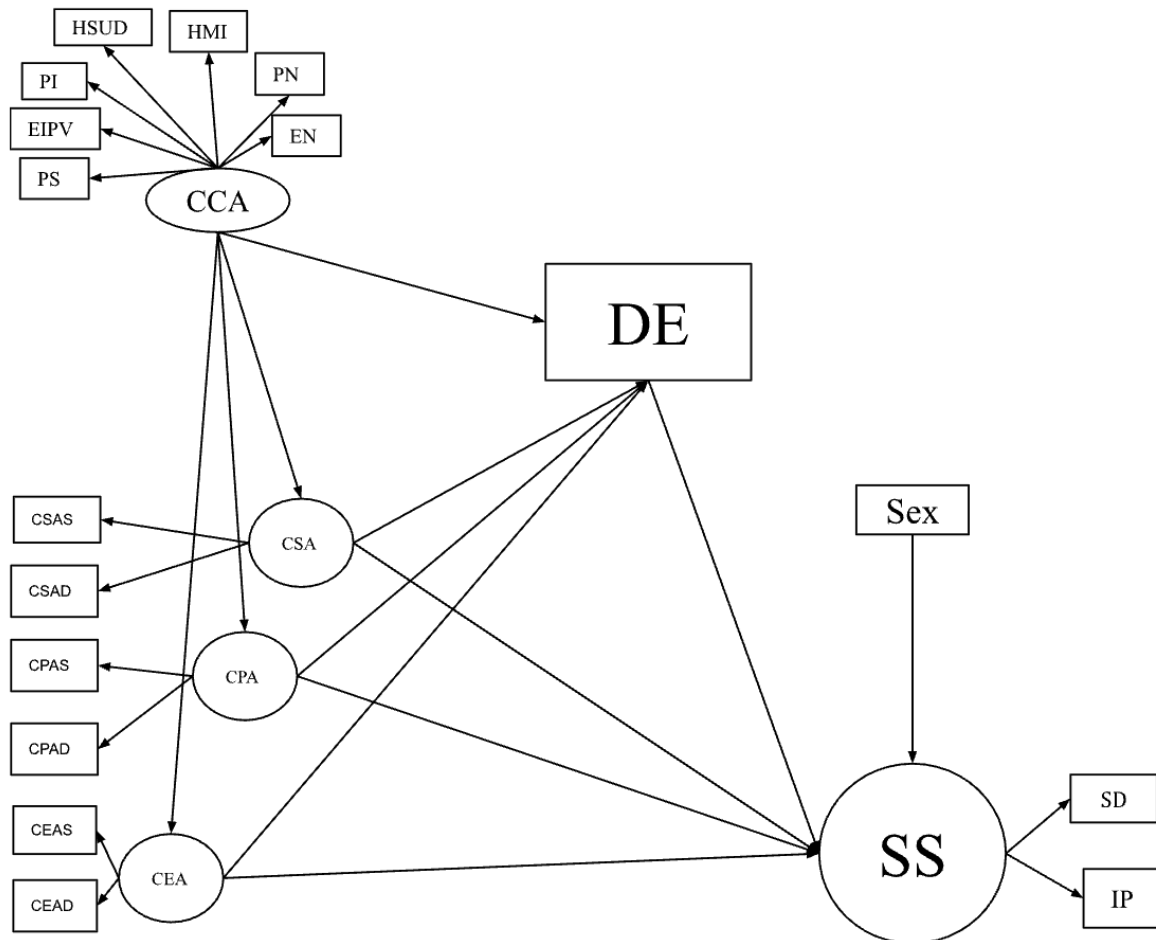 HSUD
HMI
PI
PN
EIPV
EN
PS
CCA
DE
CSAS
CSA
Sex
CSAD
CPAS
CPA
CPAD
SD
CEAS
SS
CEA
IP
CEAD